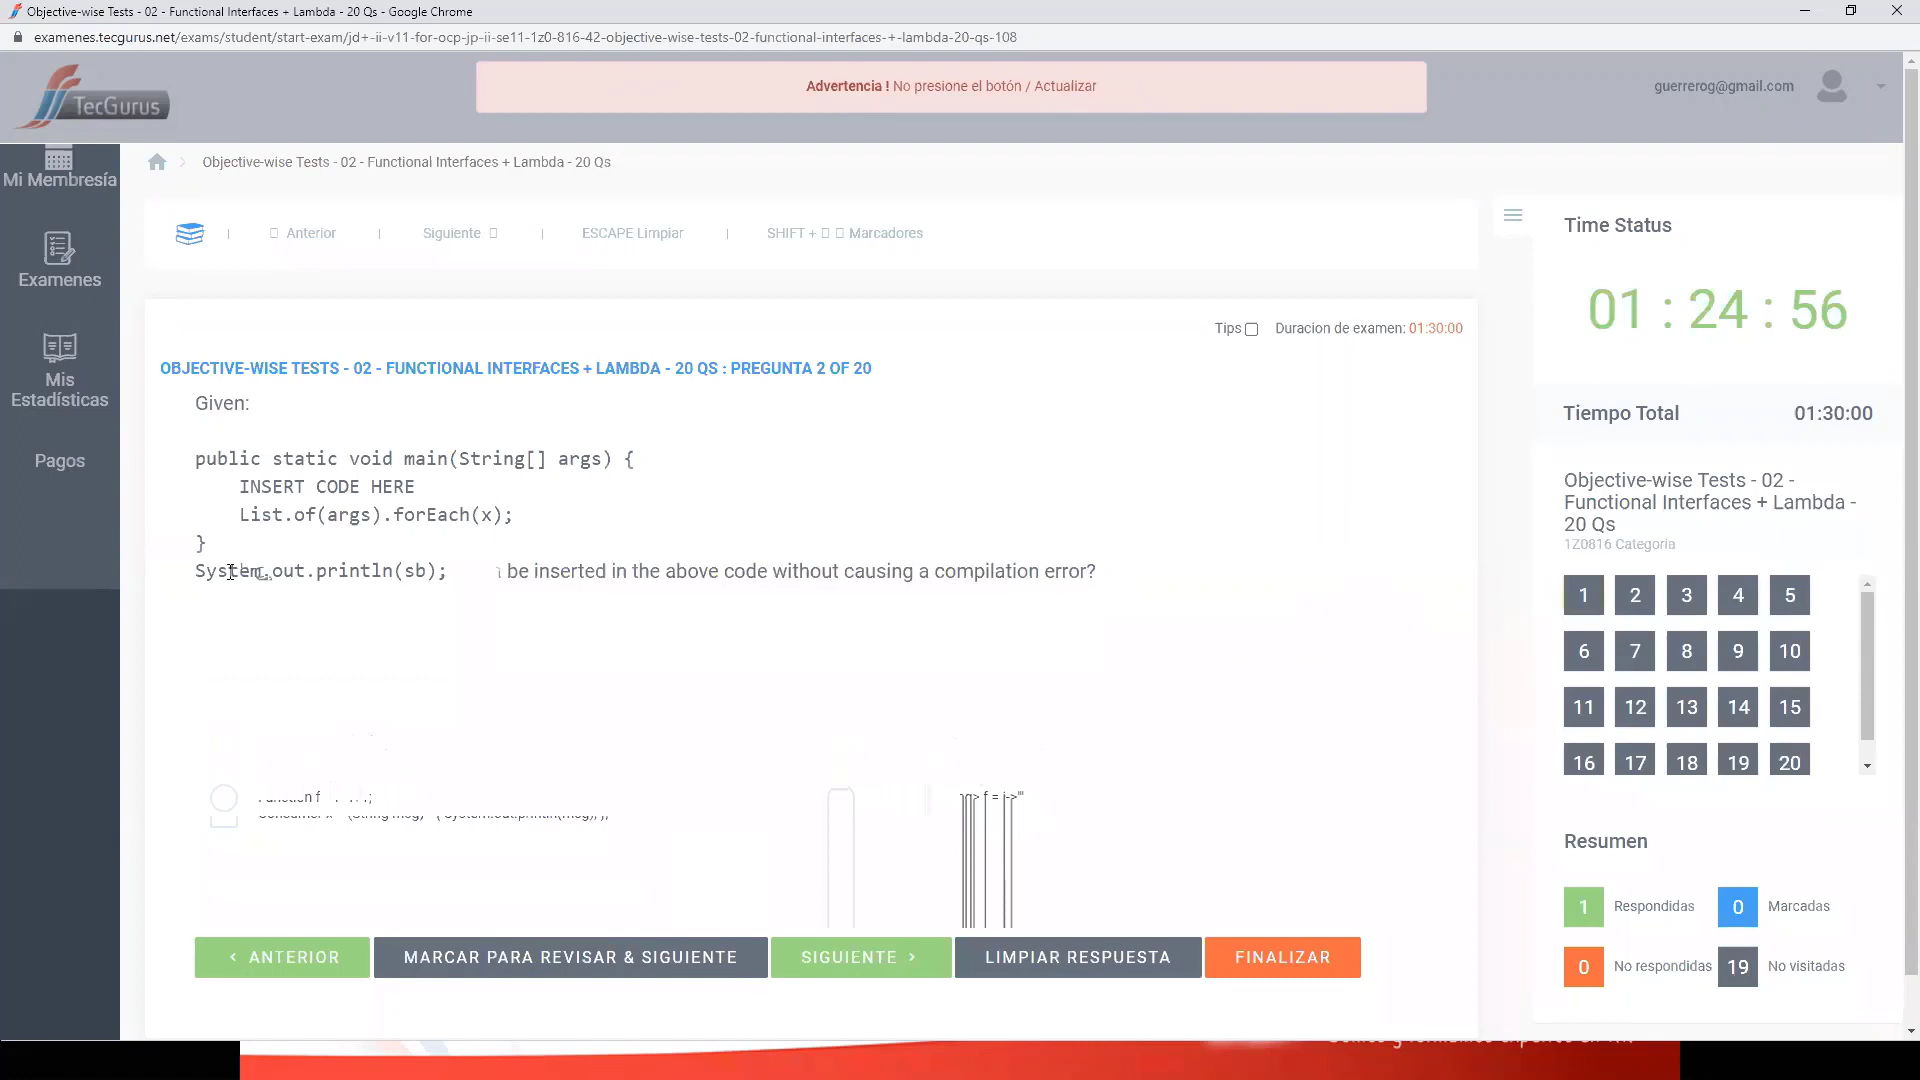 Objective-wise Tests - 02 - Functional Interfaces + Lambda - 20 Qs - Google Chrome
examenes.tecgurus.net/exams/student/start-exam/jd+-ii-v11-for-ocp-jp-ii-se11-1z0-816-42-objective-wise-tests-02-functional-interfaces-+-lambda-20-qs-108
TecGurus
Advertencia ! No presione el botón / Actualizar
guerrerog@gmail.com
Mi Membresía
Examenes
Mis
Estadísticas
Pagos
Objective-wise Tests - 02 - Functional Interfaces + Lambda - 20 Qs
| Anterior | Siguiente | ESCAPE Limpiar | SHIFT + Marcadores
Tips Duracion de examen: 01:30:00
OBJECTIVE-WISE TESTS - 02 - FUNCTIONAL INTERFACES + LAMBDA - 20 QS : PREGUNTA 2 OF 20
Given:
public static void main(String[] args) {
INSERT CODE HERE
List.of(args).forEach(x);
}
System.out.println(sb); be inserted in the above code without causing a compilation error?
f = i->""
< ANTERIOR
MARCAR PARA REVISAR & SIGUIENTE
SIGUIENTE >
LIMPIAR RESPUESTA
FINALIZAR
Time Status
01 : 24 : 56
Tiempo Total 01:30:00
Objective-wise Tests - 02 -
Functional Interfaces + Lambda -
20 Qs
1Z0816 Categoria
1 2 3 4 5
6 7 8 9 10
11 12 13 14 15
16 17 18 19 20
Resumen
1 Respondidas 0 Marcadas
0 No respondidas 19 No visitadas